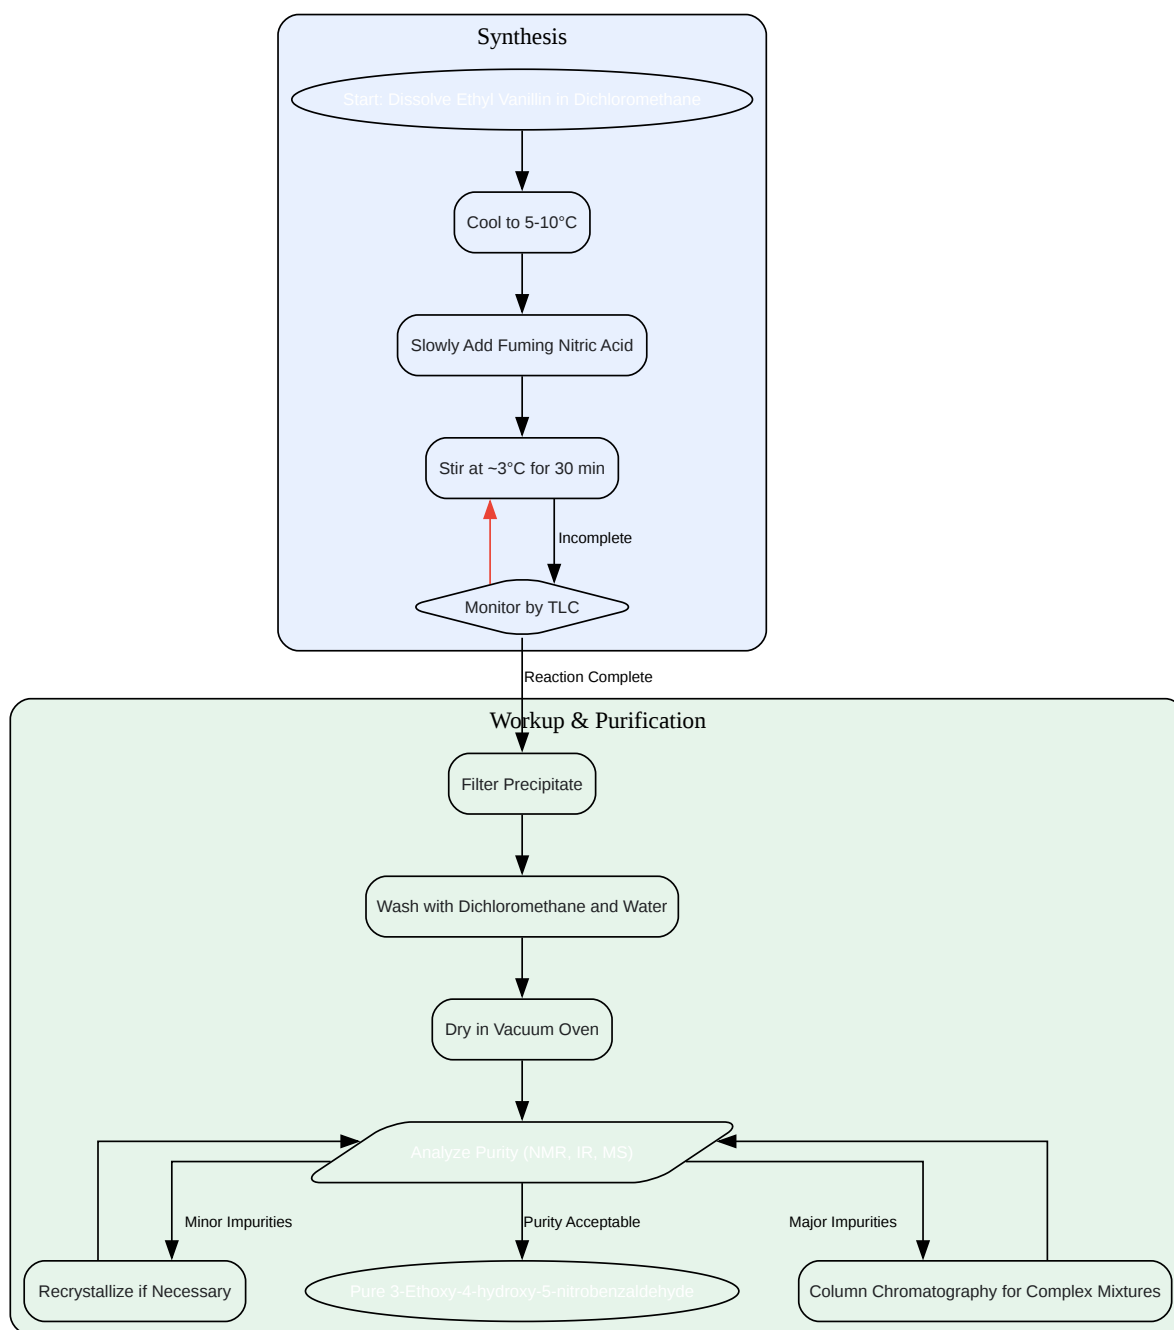 Synthesis
Start: Dissolve Ethyl Vanillin in Dichloromethane
Cool to 5-10°C
Slowly Add Fuming Nitric Acid
Stir at ~3°C for 30 min
Incomplete
Monitor by TLC
Reaction Complete
Workup & Purification
Filter Precipitate
Wash with Dichloromethane and Water
Dry in Vacuum Oven
Analyze Purity (NMR, IR, MS)
Minor Impurities
Purity Acceptable
Major Impurities
Recrystallize if Necessary
Pure 3-Ethoxy-4-hydroxy-5-nitrobenzaldehyde
Column Chromatography for Complex Mixtures